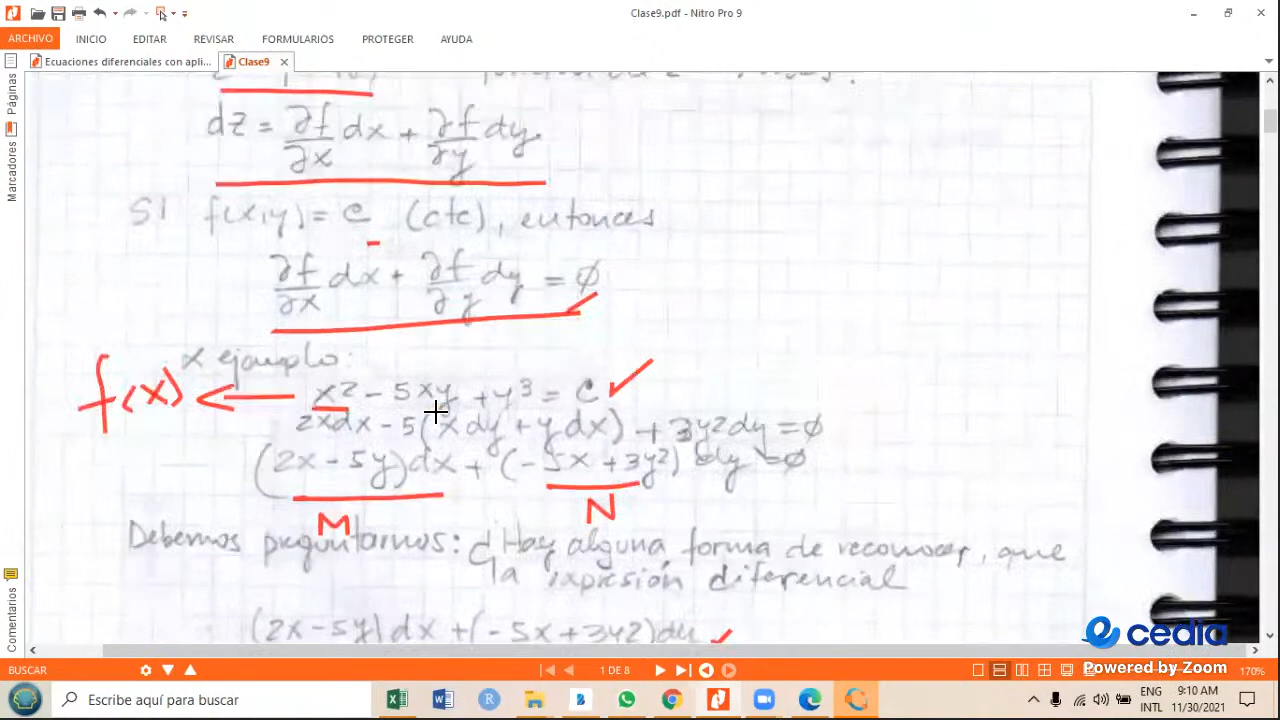 Clase9.pdf - Nitro Pro 9
ARCHIVO INICIO EDITAR REVISAR FORMULARIOS PROTEGER AYUDA
Ecuaciones diferenciales con apli... Clase9
Páginas
Marcadores
Comentarios
dz = ∂f/∂x dx + ∂f/∂y dy
SI f(x,y) = C (cte), entonces
∂f/∂x dx + ∂f/∂y dy = ∅
x ejemplo:
f(x) ← x2 - 5xy + y3 = C
2xdx - 5(xdy + ydx) + 3y2dy = ∅
(2x - 5y)dx + (-5x + 3y2) dy = ∅
M N
Debemos preguntarnos: ¿Hay alguna forma de reconocer, que
la expresión diferencial
(2x - 5y)dx (-5x + 3y2)dy
cedia
BUSCAR 1 DE 8 170%
Powered by Zoom
Escribe aquí para buscar
ENG 9:10 AM
INTL 11/30/2021